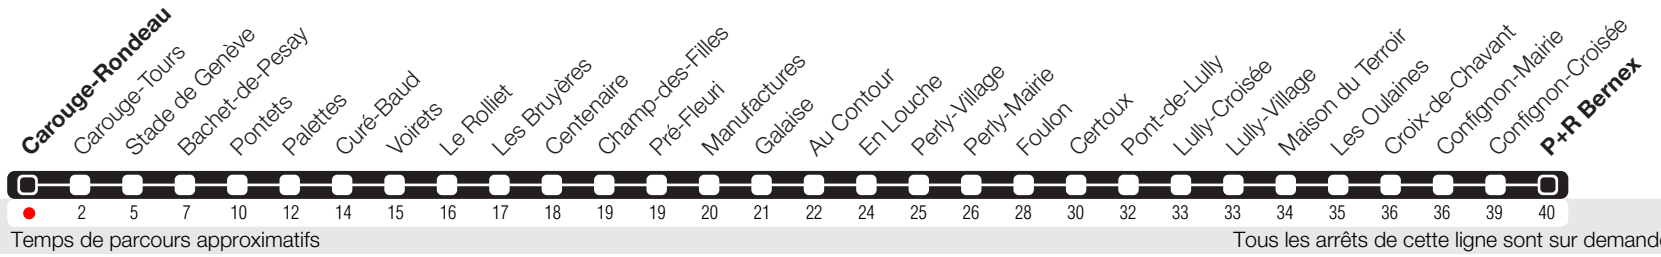 Carouge-Rondeau
Carouge-Tours
Stade de Genève
Bachet-de-Pesay
Pontets
Palettes
Curé-Baud
Voirets
Le Rolliet
Les Bruyères
Centenaire
Champ-des-Filles
Pré-Fleuri
Manufactures
Galaise
Au Contour
En Louche
Perly-Village
Perly-Mairie
Foulon
Certoux
Pont-de-Lully
Lully-Croisée
Lully-Village
Maison du Terroir
Les Oulaines
Croix-de-Chavant
Confignon-Mairie
Confignon-Croisée
P+R Bernex
2 5 7 10 12 14 15 16 17 18 19 19 20 21 22 24 25 26 28 30 32 33 33 34 35 36 36 39 40
Temps de parcours approximatifs
Tous les arrêts de cette ligne sont sur demande